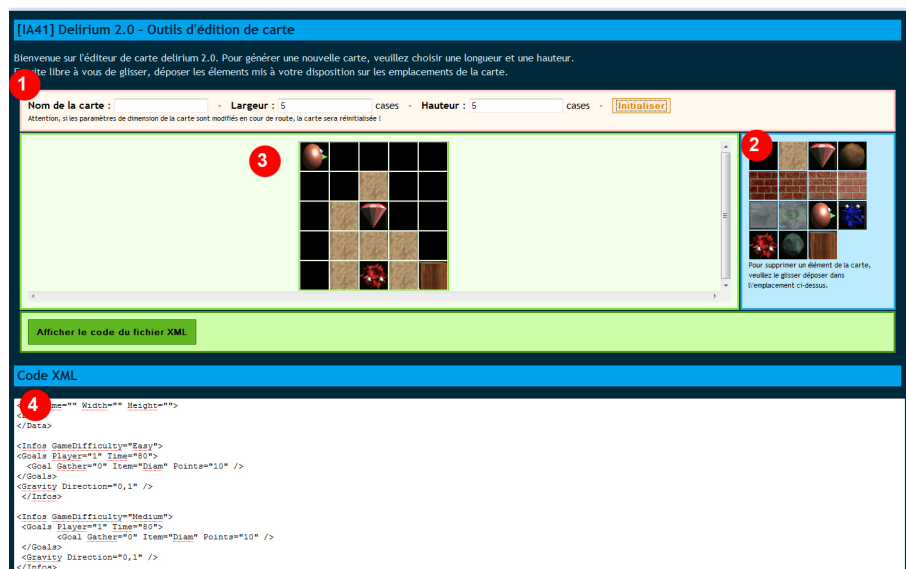 [IA41] Delirium 2.0 - Outils d'édition de carte
Bienvenue sur l'éditeur de carte delirium 2.0. Pour générer une nouvelle carte, veuillez choisir une longueur et une hauteur.
libre à vous de glisser, déposer les élements mis à votre disposition sur les emplacements de la carte.
1
Nom de la carte : - Largeur : 5 cases - Hauteur : 5 cases - [Initialiser]
Attention, si les paramètres de dimension de la carte sont modifiés en cour de route, la carte sera réinitialisée !
3
2
Pour supprimer un élément de la carte,
veuillez le glisser déposer dans
l\'emplacement ci-dessus.
Afficher le code du fichier XML
Code XML
4
Width="" Height="">
</Data>
<Infos GameDifficulty="Easy">
<Goals Player="1" Time="80">
<Goal Gather="0" Item="Diam" Points="10" />
</Goals>
<Gravity Direction="0,1" />
</Infos>
<Infos GameDifficulty="Medium">
<Goals Player="1" Time="80">
<Goal Gather="0" Item="Diam" Points="10" />
</Goals>
<Gravity Direction="0,1" />
</Infos>